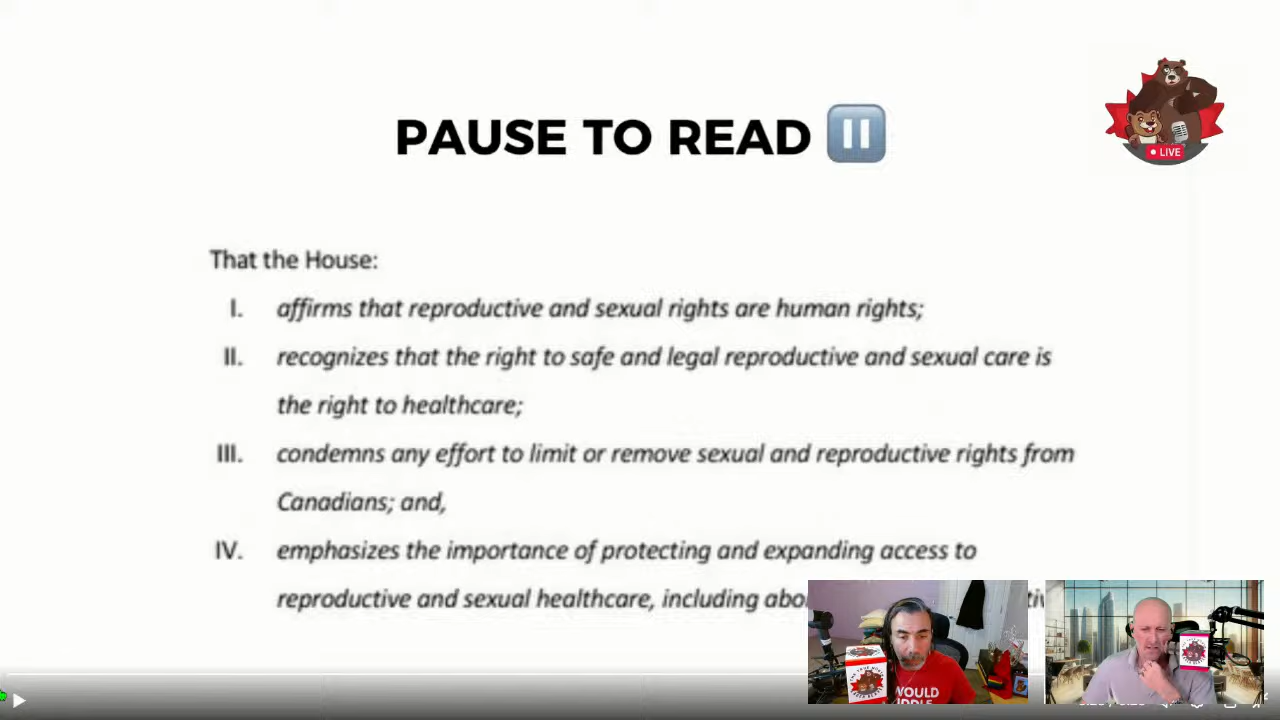 PAUSE TO READ
LIVE
That the House:
I. affirms that reproductive and sexual rights are human rights;
II. recognizes that the right to safe and legal reproductive and sexual care is
the right to healthcare;
III. condemns any effort to limit or remove sexual and reproductive rights from
Canadians; and,
IV. emphasizes the importance of protecting and expanding access to
reproductive and sexual healthcare, including
WOULD